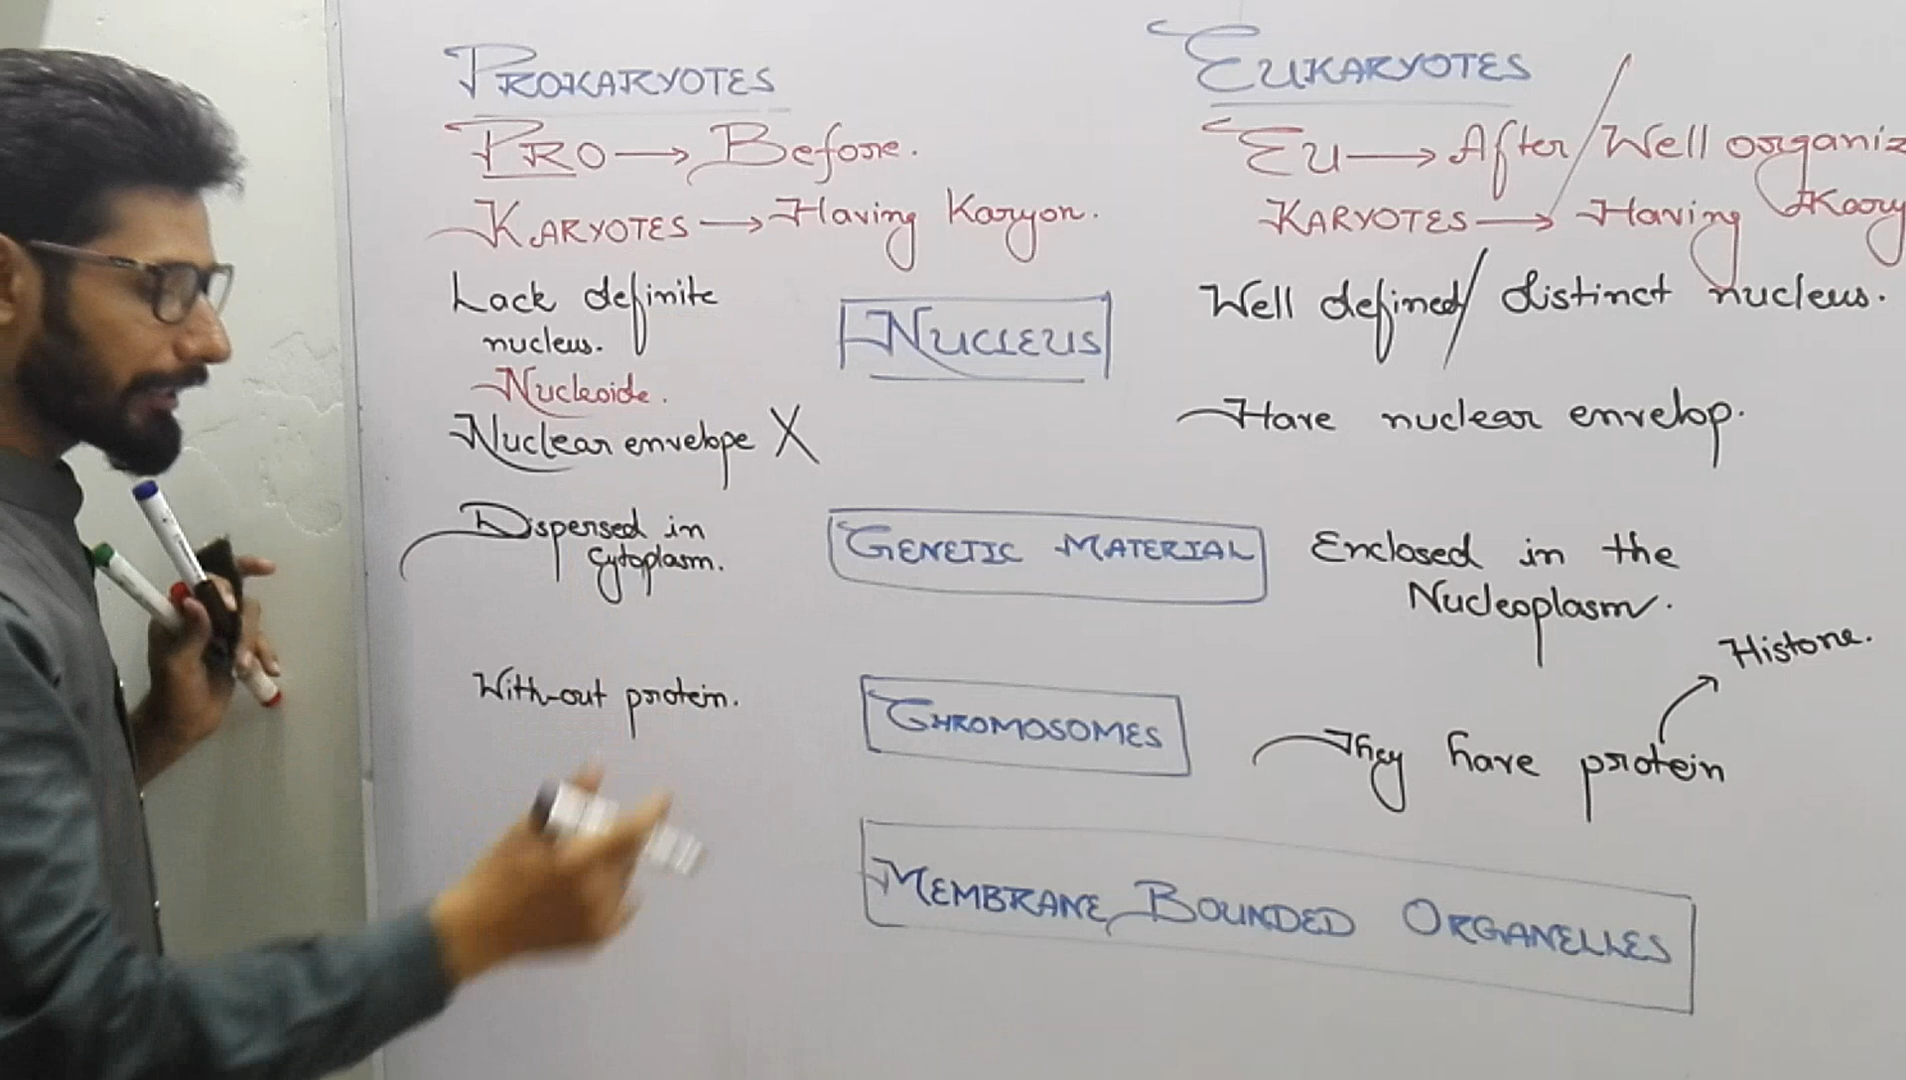 PROKARYOTES
PRO → Before.
KARYOTES → Having Karyon.
Lack definite
nucleus.
Nucleoide.
Nuclear envelope X
Dispersed in
Cytoplasm.
With-out protein.
NUCLEUS
GENETIC MATERIAL
CHROMOSOMES
MEMBRANE BOUNDED ORGANELLES
EUKARYOTES
EU → After / Well organiz
KARYOTES → Having Kary
Well defined / distinct nucleus.
Have nuclear envelop.
Enclosed in the
Nucleoplasm.
Histone.
They have protein